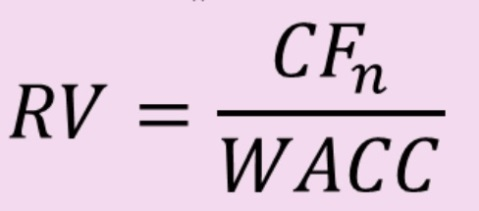 RV = CFn / WACC